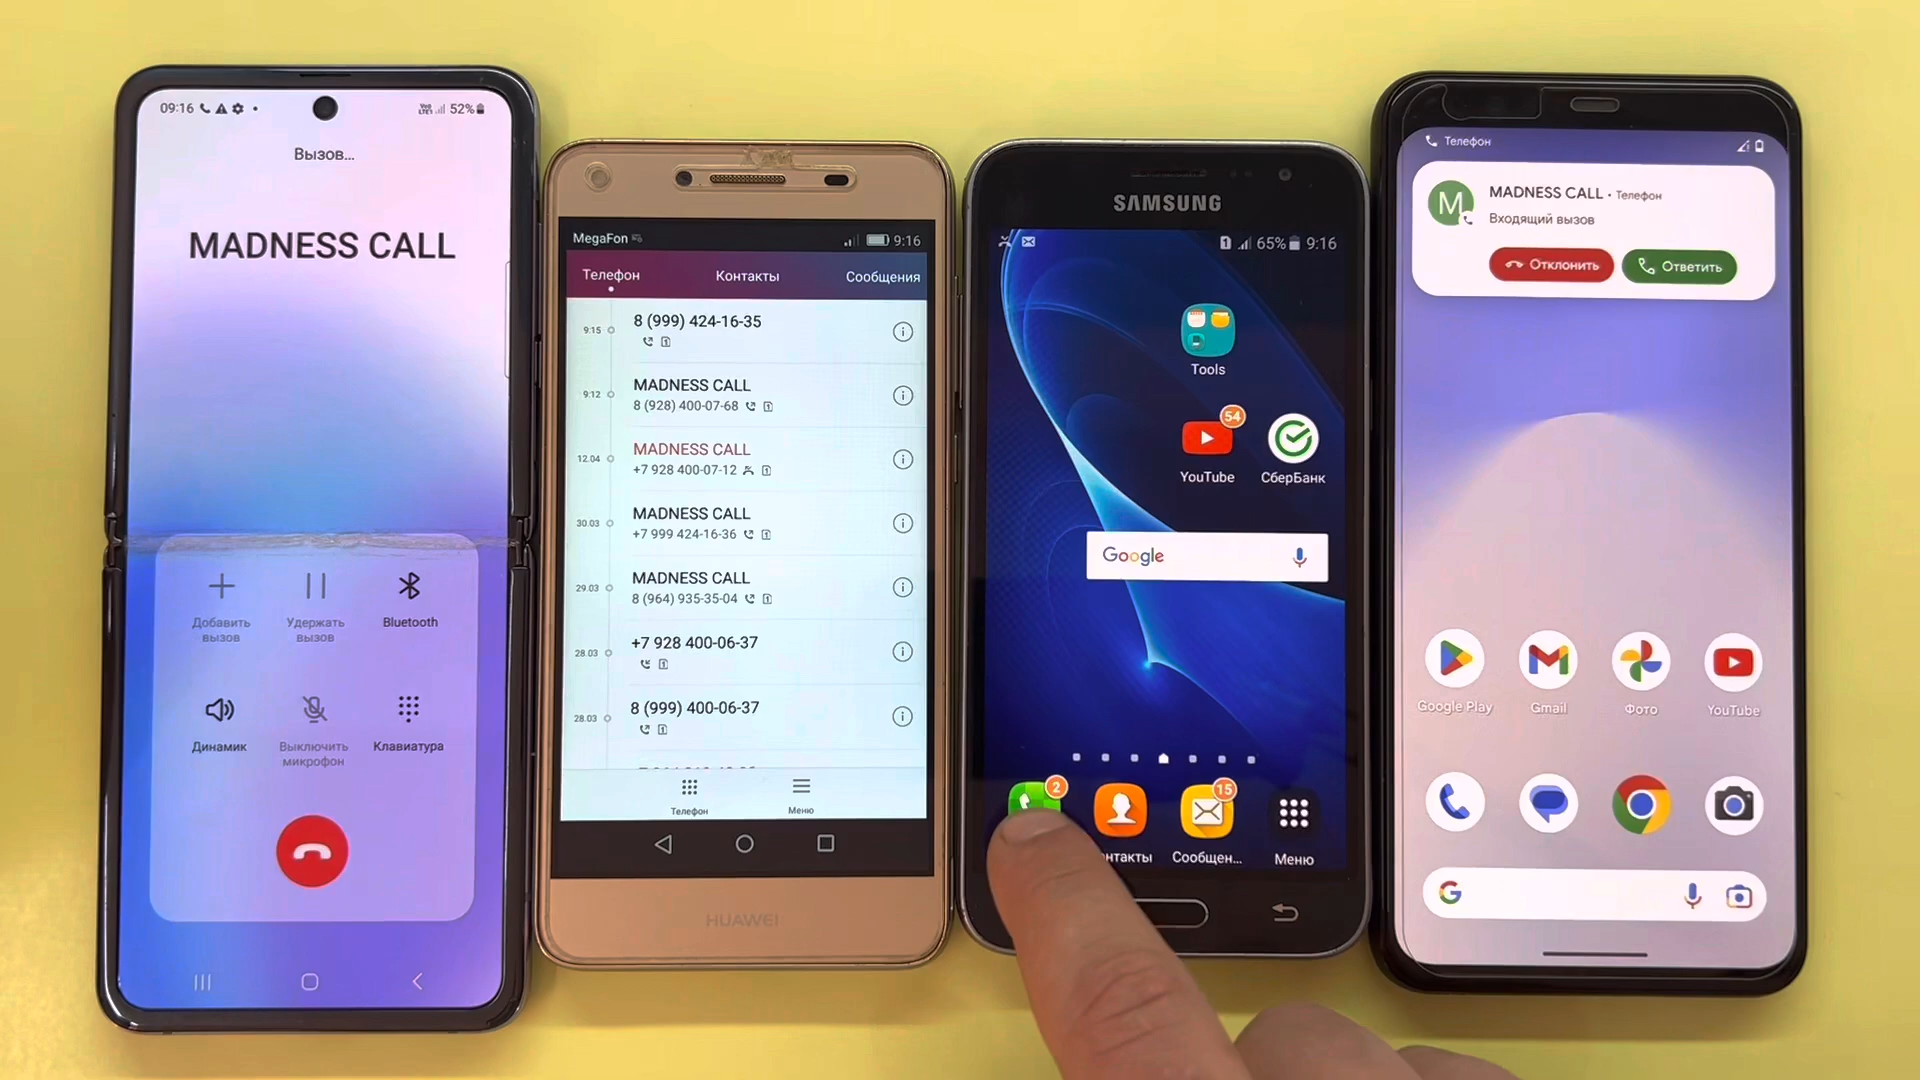 09:16
52%
Вызов...
MADNESS CALL
Добавить
вызов
Удержать
вызов
Bluetooth
Динамик
Выключить
микрофон
Клавиатура
MegaFon
9:16
Телефон
Контакты
Сообщения
9:15
8 (999) 424-16-35
9:12
MADNESS CALL
8 (928) 400-07-68
12.04
MADNESS CALL
+7 928 400-07-12
30.03
MADNESS CALL
+7 999 424-16-36
29.03
MADNESS CALL
8 (964) 935-35-04
28.03
+7 928 400-06-37
28.03
8 (999) 400-06-37
Телефон
Меню
HUAWEI
SAMSUNG
65%
9:16
Tools
54
YouTube
СберБанк
Google
2
15
нтакты
Сообщен...
Меню
Телефон
M
MADNESS CALL • Телефон
Входящий вызов
Отклонить
Ответить
Google Play
Gmail
Фото
YouTube